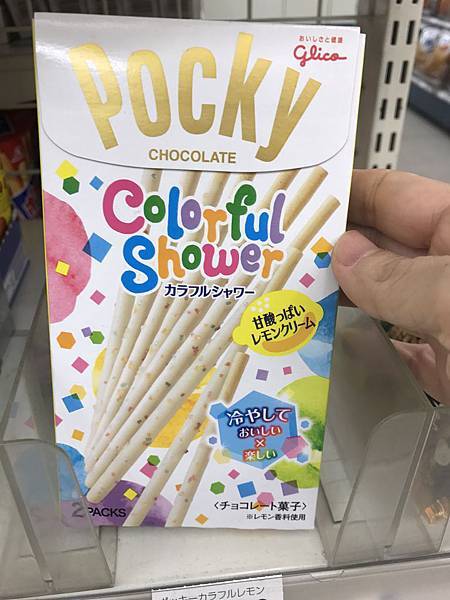 おいしさと健康
Glico
POCKY
CHOCOLATE
Colorful
Shower
カラフルシャワー
甘酸っぱい
レモンクリーム
冷やして
おいしい
×
楽しい
2 PACKS
〈チョコレート菓子〉
※レモン香料使用
ポッキーカラフルレモン